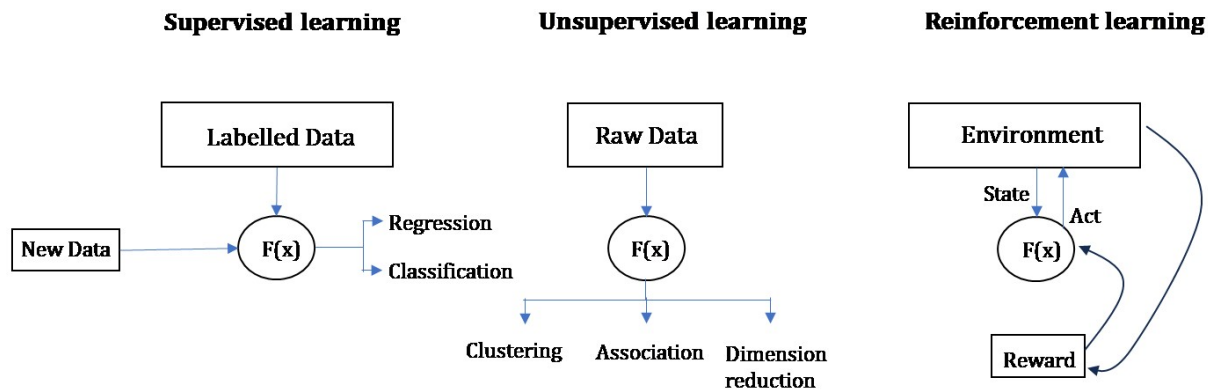 Supervised learning
Unsupervised learning
Reinforcement learning
Labelled Data
Raw Data
Environment
New Data
F(x)
Regression
Classification
F(x)
Clustering
Association
Dimension
reduction
State
Act
F(x)
Reward